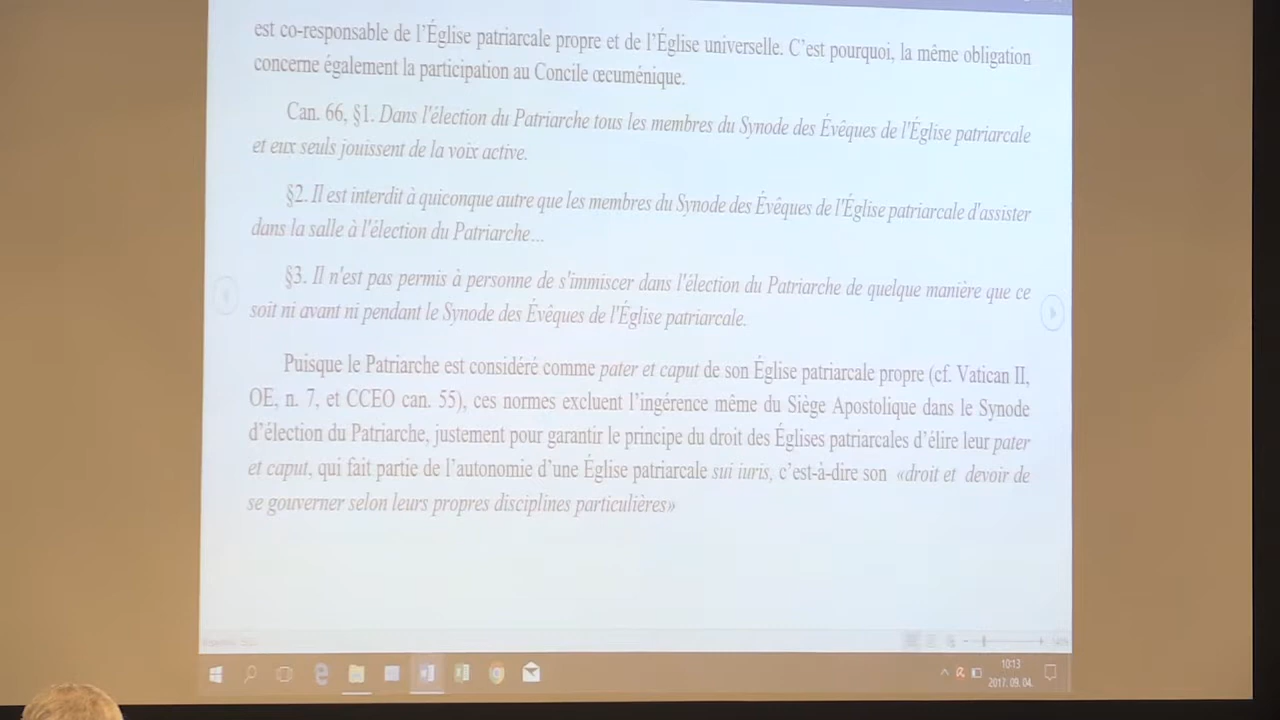 est co-responsable de l’Église patriarcale propre et de l’Église universelle. C’est pourquoi, la même obligation
concerne également la participation au Concile œcuménique.
Can. 66, §1. Dans l'élection du Patriarche tous les membres du Synode des Évêques de l'Église patriarcale
et eux seuls jouissent de la voix active.
§2. Il est interdit à quiconque autre que les membres du Synode des Évêques de l'Église patriarcale d'assister
dans la salle à l'élection du Patriarche…
§3. Il n'est pas permis à personne de s'immiscer dans l'élection du Patriarche de quelque manière que ce
soit ni avant ni pendant le Synode des Évêques de l'Église patriarcale.
Puisque le Patriarche est considéré comme pater et caput de son Église patriarcale propre (cf. Vatican II,
OE, n. 7, et CCEO can. 55), ces normes excluent l’ingérence même du Siège Apostolique dans le Synode
d’élection du Patriarche, justement pour garantir le principe du droit des Églises patriarcales d’élire leur pater
et caput, qui fait partie de l’autonomie d’une Église patriarcale sui iuris, c’est-à-dire son «droit et devoir de
se gouverner selon leurs propres disciplines particulières»
10:13
2017. 09. 04.